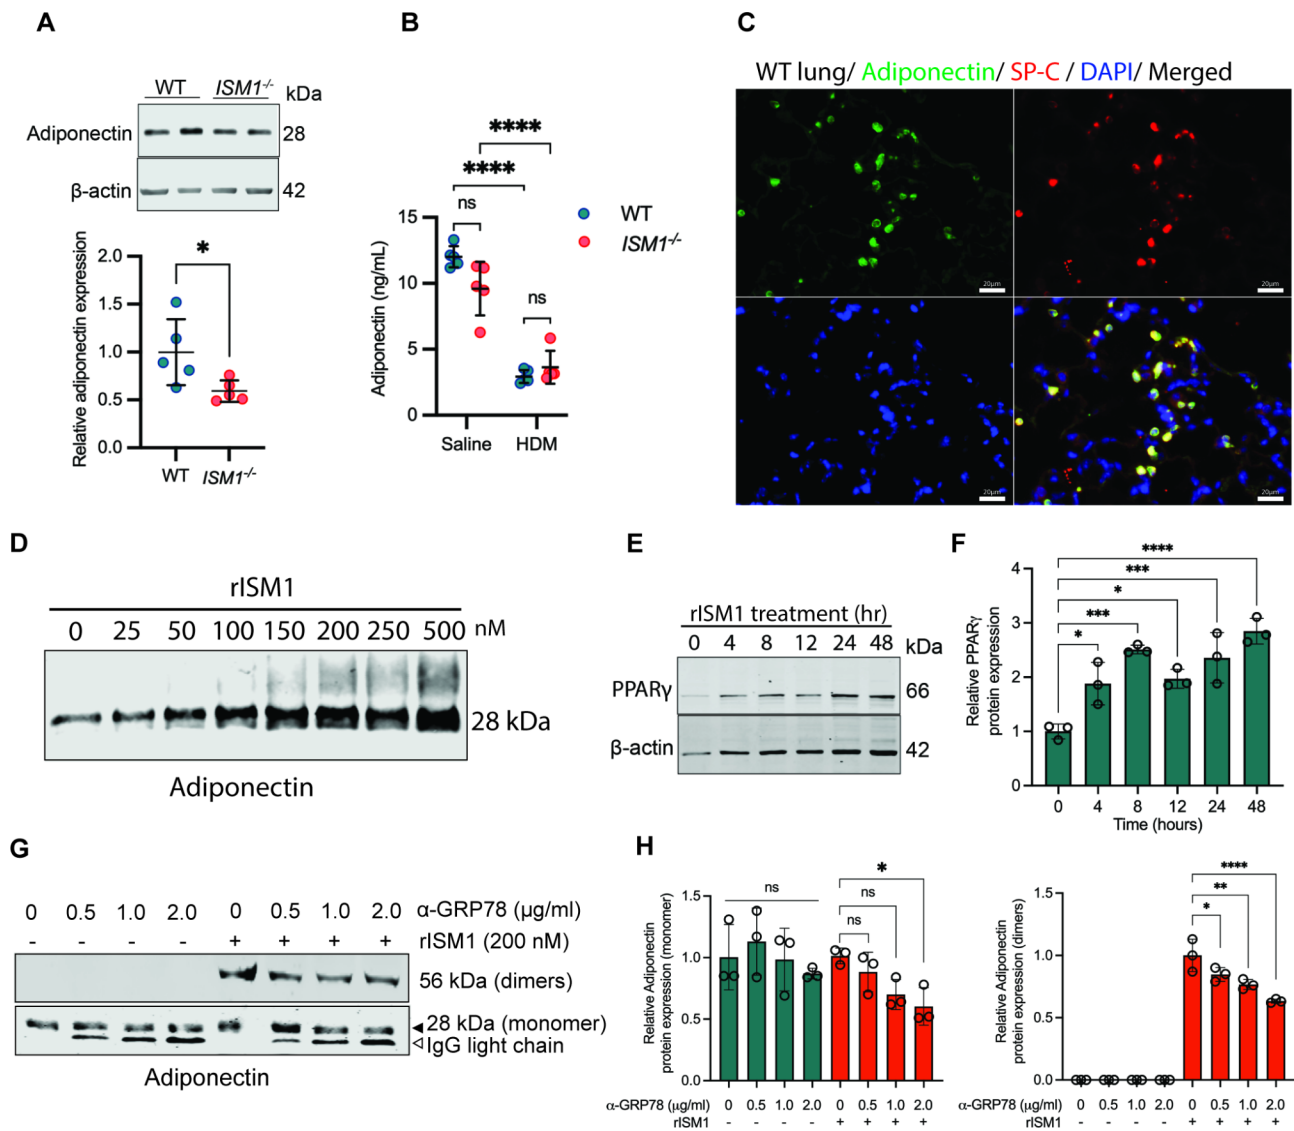 A
WT ISM1-/- kDa
Adiponectin 28
β-actin 42
*
Relative adiponectin expression
2.0
1.5
1.0
0.5
0.0
WT ISM1-/-
B
****
****
ns
ns
WT
ISM1-/-
Adiponectin (ng/mL)
15
10
5
0
Saline HDM
C
WT lung/ Adiponectin/ SP-C / DAPI/ Merged
20μm
20μm
20μm
20μm
D
rISM1
0 25 50 100 150 200 250 500 nM
28 kDa
Adiponectin
E
rISM1 treatment (hr)
0 4 8 12 24 48 kDa
PPARγ 66
β-actin 42
F
****
***
*
***
*
Relative PPARγ
protein expression
4
3
2
1
0
0 4 8 12 24 48
Time (hours)
G
0 0.5 1.0 2.0 0 0.5 1.0 2.0 α-GRP78 (μg/ml)
- - - - + + + + rISM1 (200 nM)
56 kDa (dimers)
28 kDa (monomer)
IgG light chain
Adiponectin
H
Relative Adiponectin
protein expression (monomer)
1.5
1.0
0.5
0.0
ns
*
ns
ns
α-GRP78 (μg/ml) 0 0.5 1.0 2.0 0 0.5 1.0 2.0
rISM1 - - - - + + + +
Relative Adiponectin
protein expression (dimers)
1.5
1.0
0.5
0.0
****
**
*
α-GRP78 (μg/ml) 0 0.5 1.0 2.0 0 0.5 1.0 2.0
rISM1 - - - - + + + +